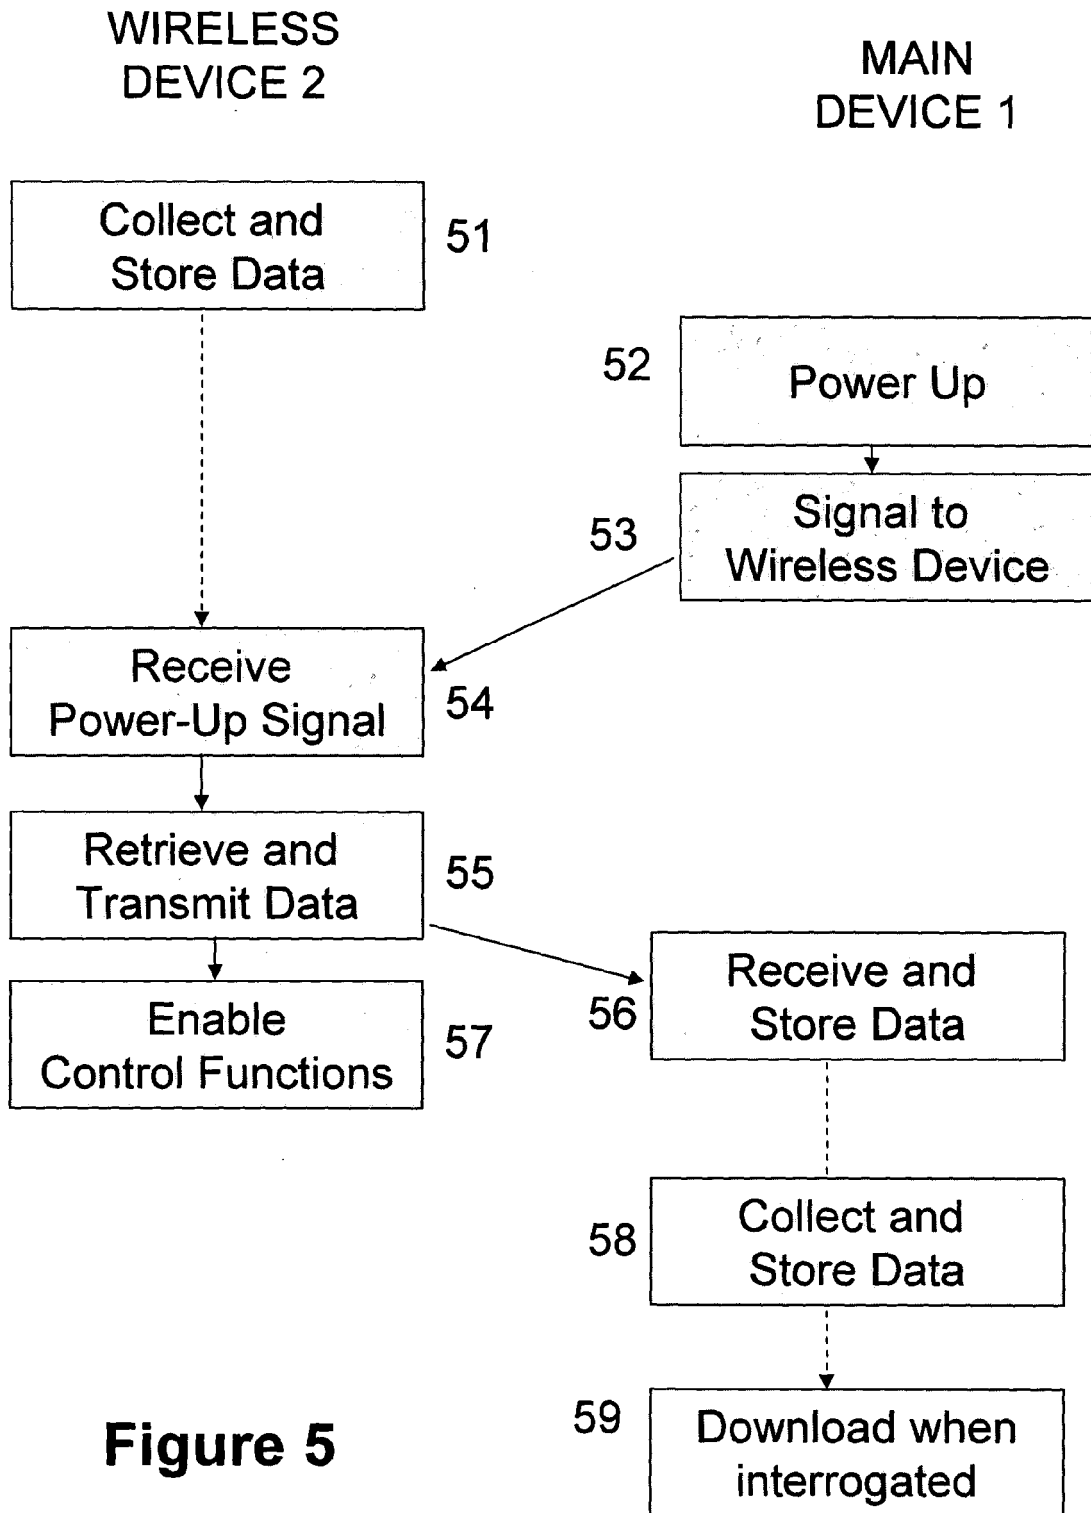 WIRELESS
DEVICE 2
MAIN
DEVICE 1
Collect and
Store Data
51
52
Power Up
53
Signal to
Wireless Device
Receive
Power-Up Signal
54
Retrieve and
Transmit Data
55
56
Receive and
Store Data
Enable
Control Functions
57
58
Collect and
Store Data
59
Download when
interrogated
Figure 5